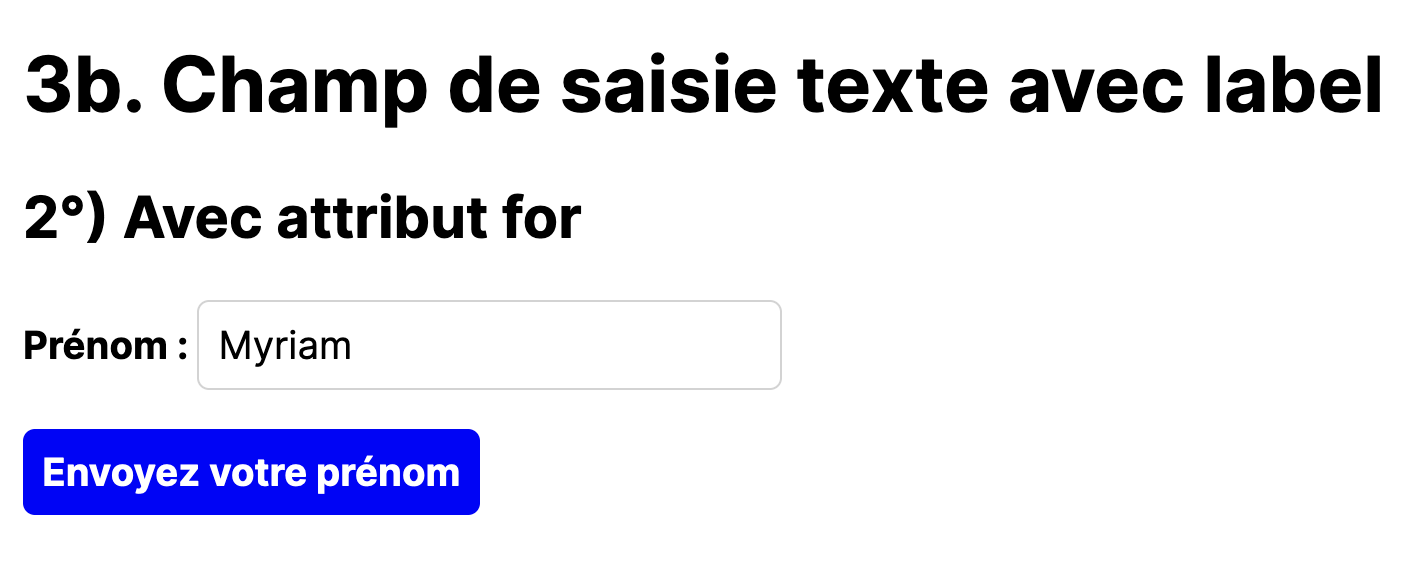 3b. Champ de saisie texte avec label
2°) Avec attribut for
Prénom : Myriam
Envoyez votre prénom